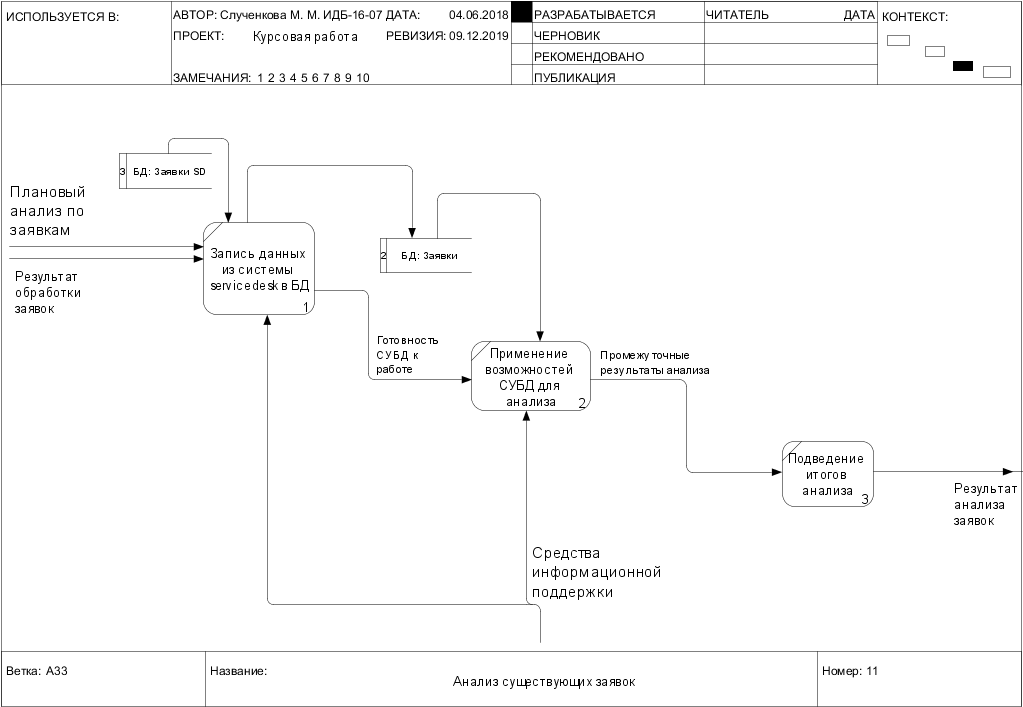 ИСПОЛЬЗУЕТСЯ В:
АВТОР: Слученкова М. М. ИДБ-16-07 ДАТА: 04.06.2018
ПРОЕКТ: Курсовая работа РЕВИЗИЯ: 09.12.2019
ЗАМЕЧАНИЯ: 1 2 3 4 5 6 7 8 9 10
РАЗРАБАТЫВАЕТСЯ
ЧЕРНОВИК
РЕКОМЕНДОВАНО
ПУБЛИКАЦИЯ
ЧИТАТЕЛЬ ДАТА
КОНТЕКСТ:
3 БД: Заявки SD
Плановый
анализ по
заявкам
Результат
обработки
заявок
Запись данных
из системы
servicedesk в БД
1
2 БД: Заявки
Готовность
СУБД к
работе
Применение
возможностей
СУБД для
анализа
2
Промежуточные
результаты анализа
Подведение
итогов
анализа
3
Результат
анализа
заявок
Средства
информационной
поддержки
Ветка: A33
Название:
Анализ существующих заявок
Номер: 11